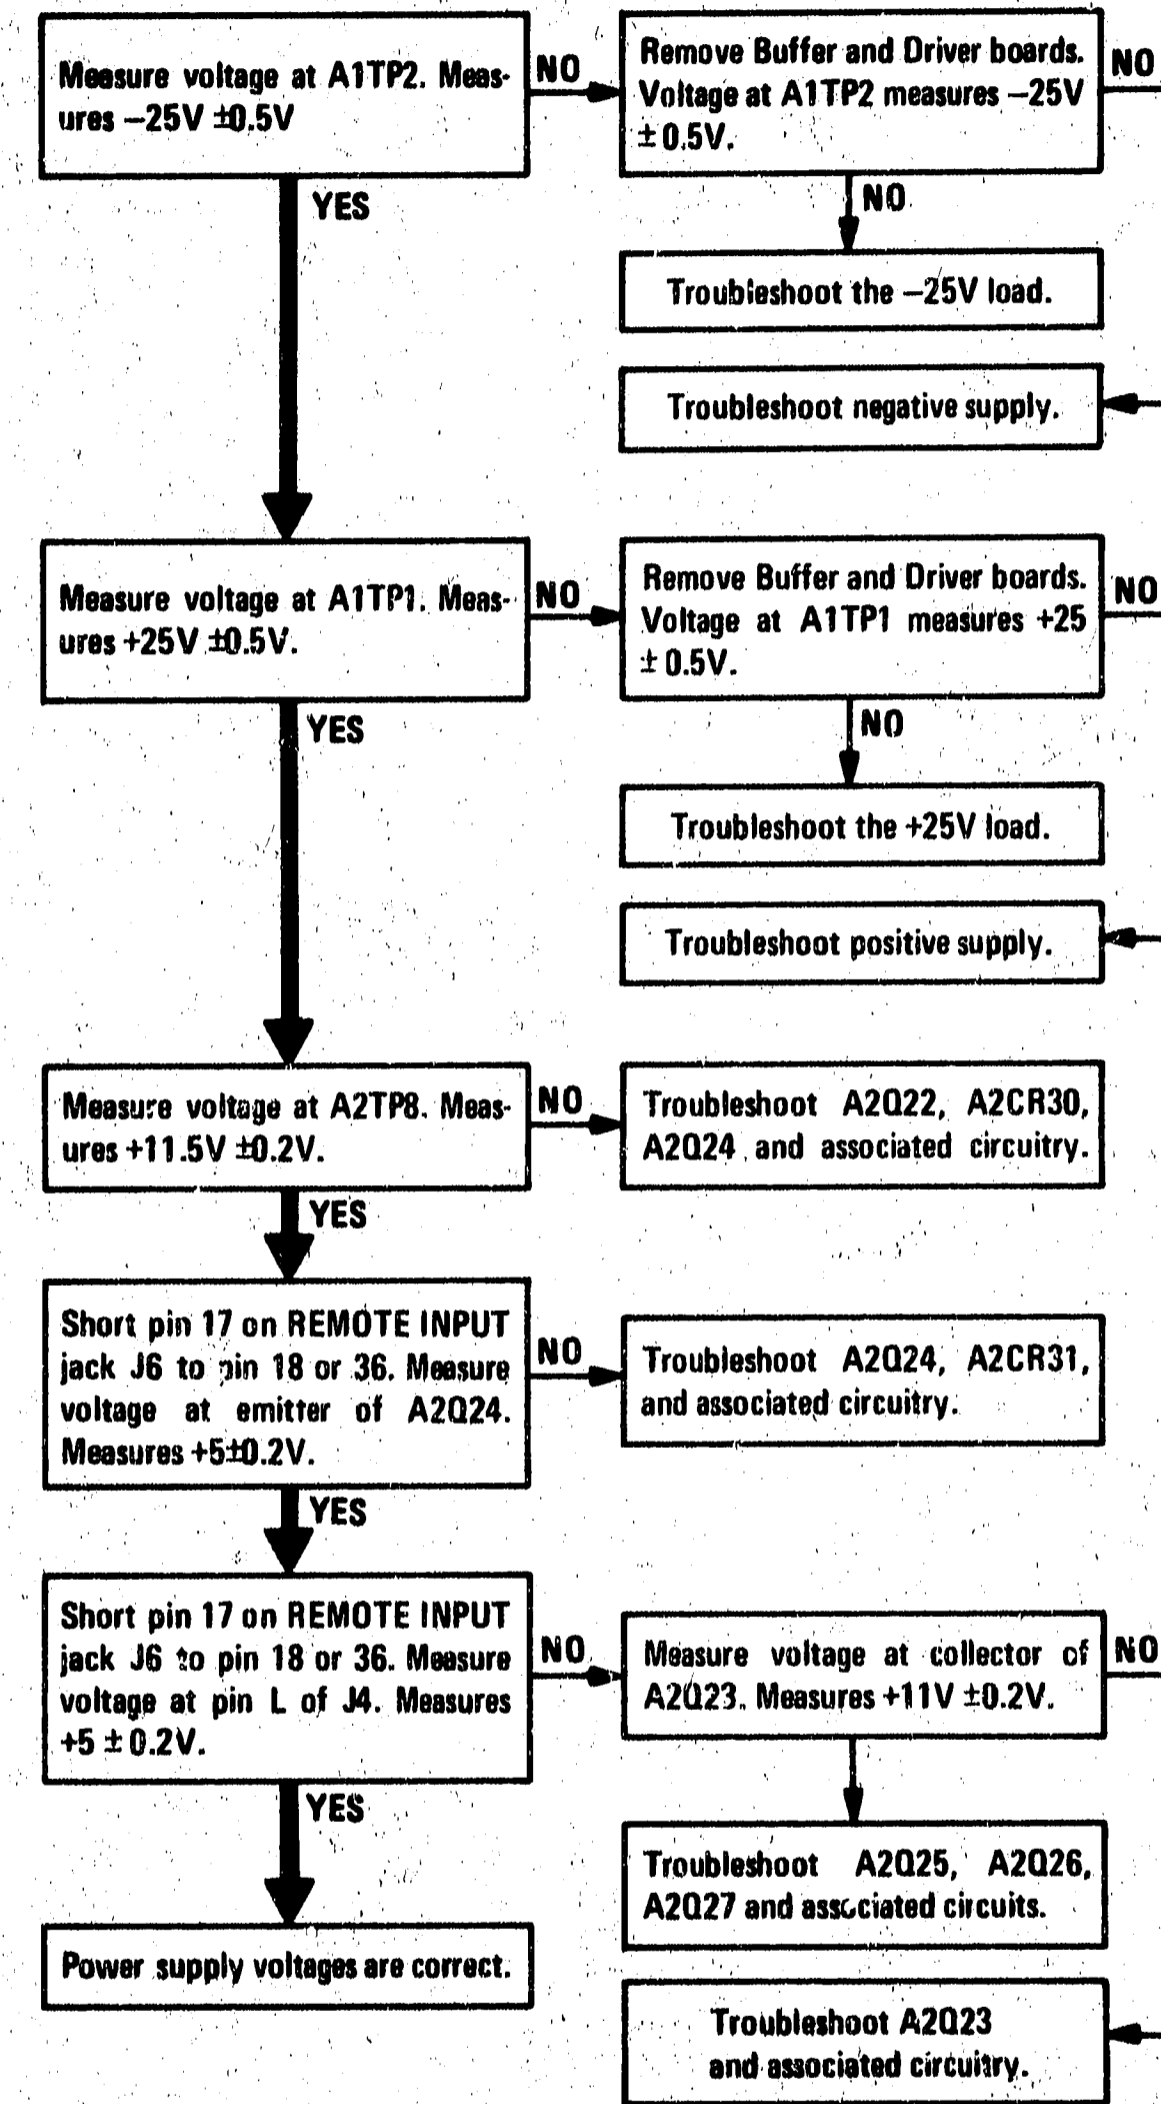 Measure voltage at A1TP2. Meas-
ures −25V ±0.5V
NO
Remove Buffer and Driver boards.
Voltage at A1TP2 measures −25V
± 0.5V.
NO
YES
NO
Troubleshoot the −25V load.
Troubleshoot negative supply.
Measure voltage at A1TP1. Meas-
ures +25V ±0.5V.
NO
Remove Buffer and Driver boards.
Voltage at A1TP1 measures +25
± 0.5V.
NO
YES
NO
Troubleshoot the +25V load.
Troubleshoot positive supply.
Measure voltage at A2TP8. Meas-
ures +11.5V ±0.2V.
NO
Troubleshoot A2Q22, A2CR30,
A2Q24 and associated circuitry.
YES
Short pin 17 on REMOTE INPUT
jack J6 to pin 18 or 36. Measure
voltage at emitter of A2Q24.
Measures +5±0.2V.
NO
Troubleshoot A2Q24, A2CR31,
and associated circuitry.
YES
Short pin 17 on REMOTE INPUT
jack J6 to pin 18 or 36. Measure
voltage at pin L of J4. Measures
+5 ± 0.2V.
NO
Measure voltage at collector of
A2Q23. Measures +11V ±0.2V.
NO
YES
Troubleshoot A2Q25, A2Q26,
A2Q27 and associated circuits.
Power supply voltages are correct.
Troubleshoot A2Q23
and associated circuitry.